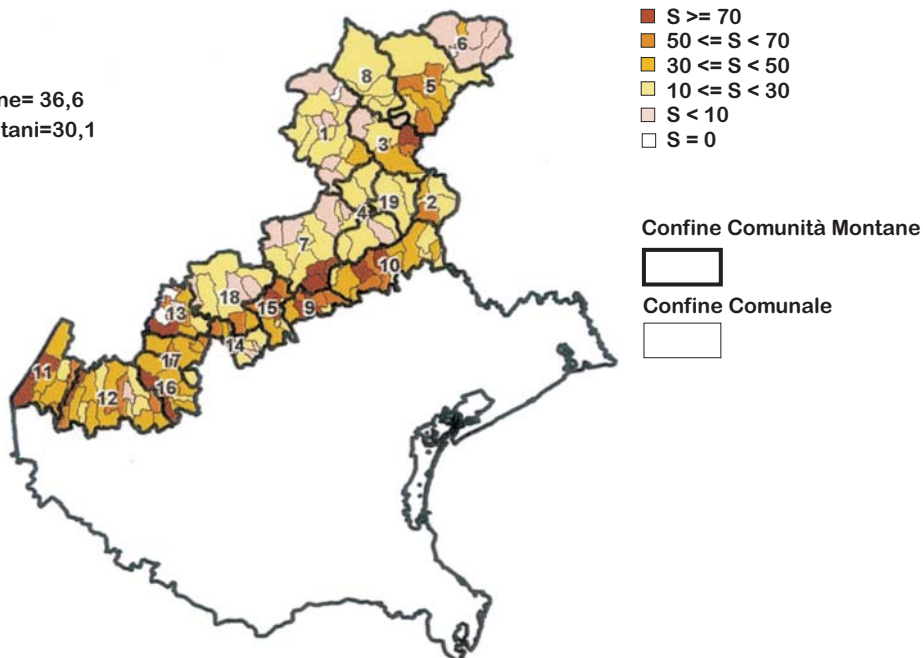 ne= 36,6
tani=30,1
S >= 70
50 <= S < 70
30 <= S < 50
10 <= S < 30
S < 10
S = 0
Confine Comunità Montane
Confine Comunale
6
8
5
1
3
19
2
4
7
10
18
15
9
13
14
17
11
16
12